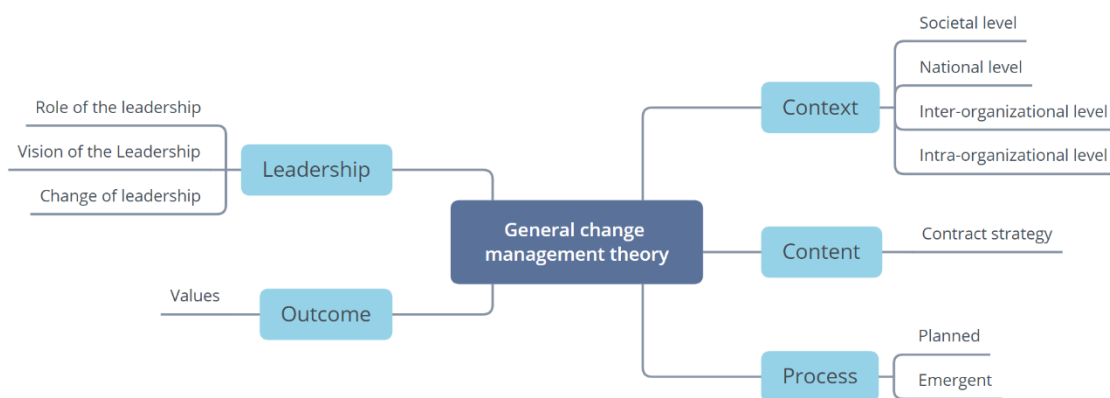 Societal level
National level
Context
Inter-organizational level
Intra-organizational level
Role of the leadership
Vision of the Leadership
Leadership
Change of leadership
General change
management theory
Content
Contract strategy
Values
Outcome
Planned
Process
Emergent